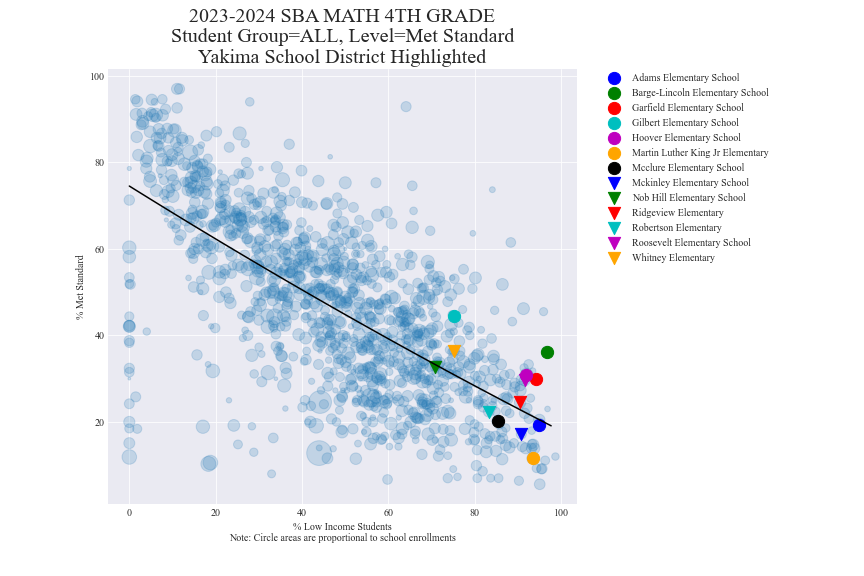 2023-2024 SBA MATH 4TH GRADE
Student Group=ALL, Level=Met Standard
Yakima School District Highlighted
100
80
60
40
20
% Met Standard
0 20 40 60 80 100
% Low Income Students
Note: Circle areas are proportional to school enrollments
Adams Elementary School
Barge-Lincoln Elementary School
Garfield Elementary School
Gilbert Elementary School
Hoover Elementary School
Martin Luther King Jr Elementary
Mcclure Elementary School
Mckinley Elementary School
Nob Hill Elementary School
Ridgeview Elementary
Robertson Elementary
Roosevelt Elementary School
Whitney Elementary